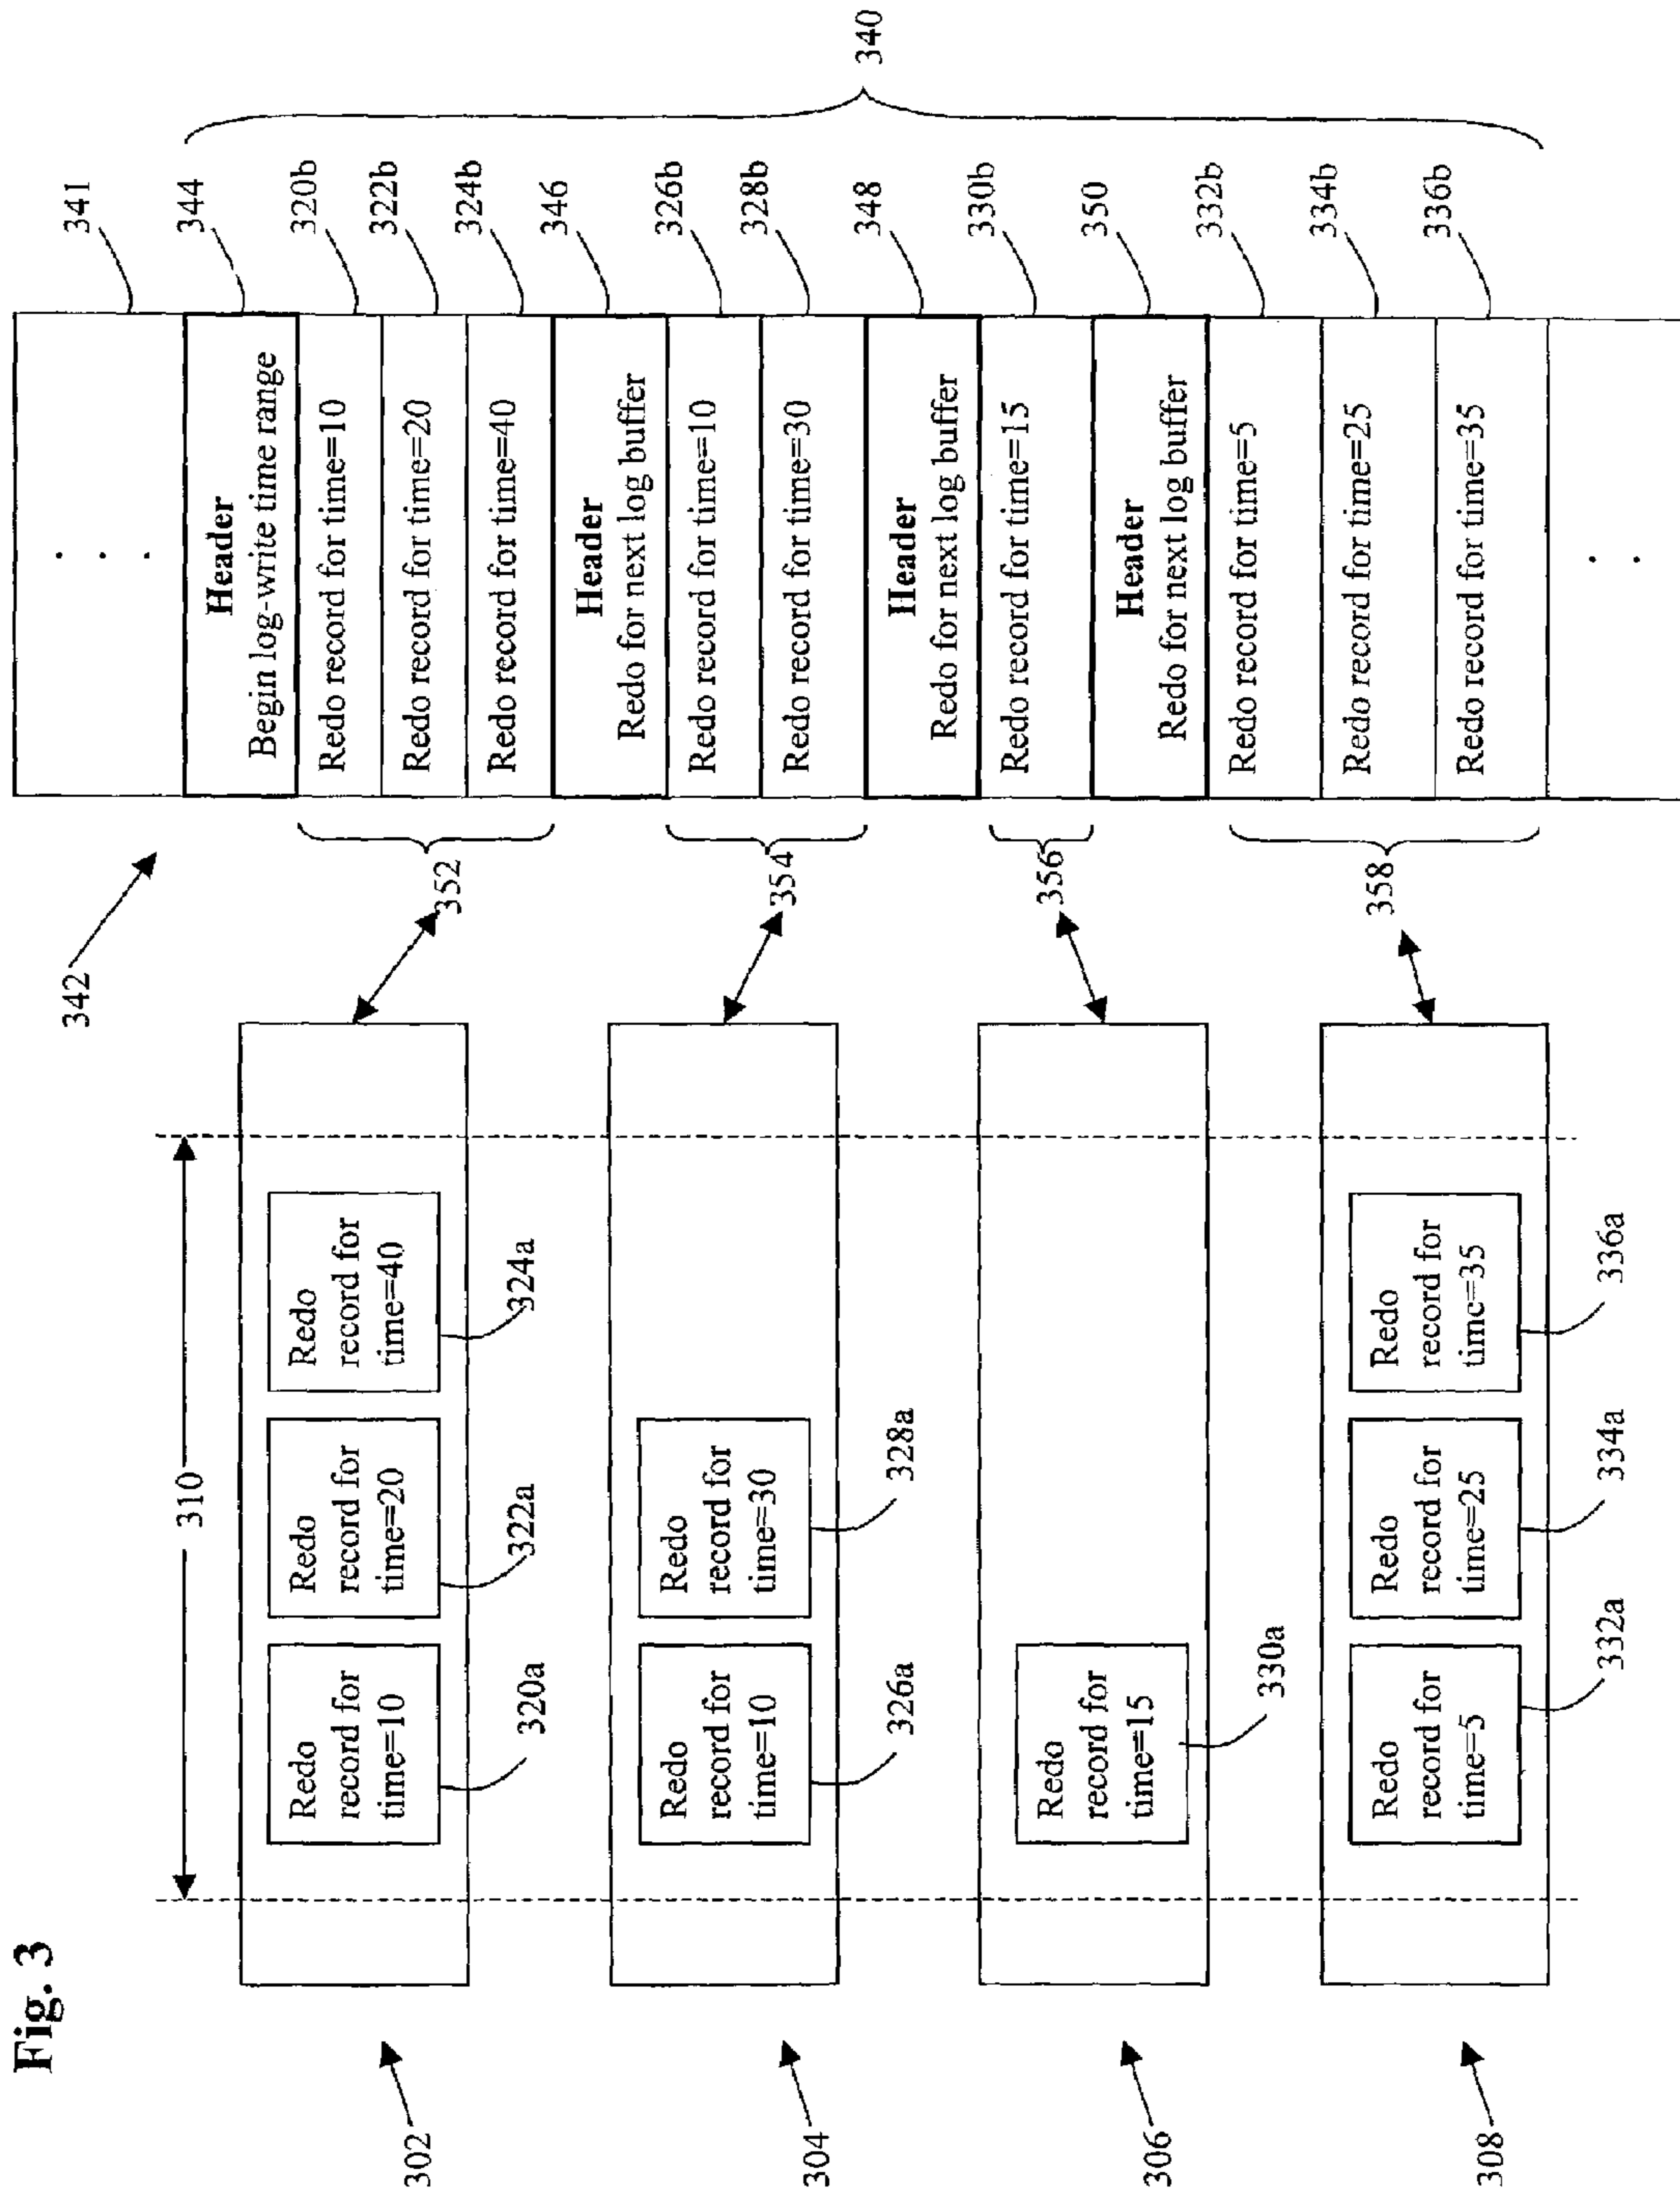 Fig. 3
310
302
Redo
record for
time=10
320a
Redo
record for
time=20
322a
Redo
record for
time=40
324a
304
Redo
record for
time=10
326a
Redo
record for
time=30
328a
306
Redo
record for
time=15
330a
308
Redo
record for
time=5
332a
Redo
record for
time=25
334a
Redo
record for
time=35
336a
342
352
354
356
358
. . .
341
Header
Begin log-write time range
344
Redo record for time=10
320b
Redo record for time=20
322b
Redo record for time=40
324b
Header
Redo for next log buffer
346
Redo record for time=10
326b
Redo record for time=30
328b
Header
Redo for next log buffer
348
Redo record for time=15
330b
Header
Redo for next log buffer
350
Redo record for time=5
332b
Redo record for time=25
334b
Redo record for time=35
336b
. .
340